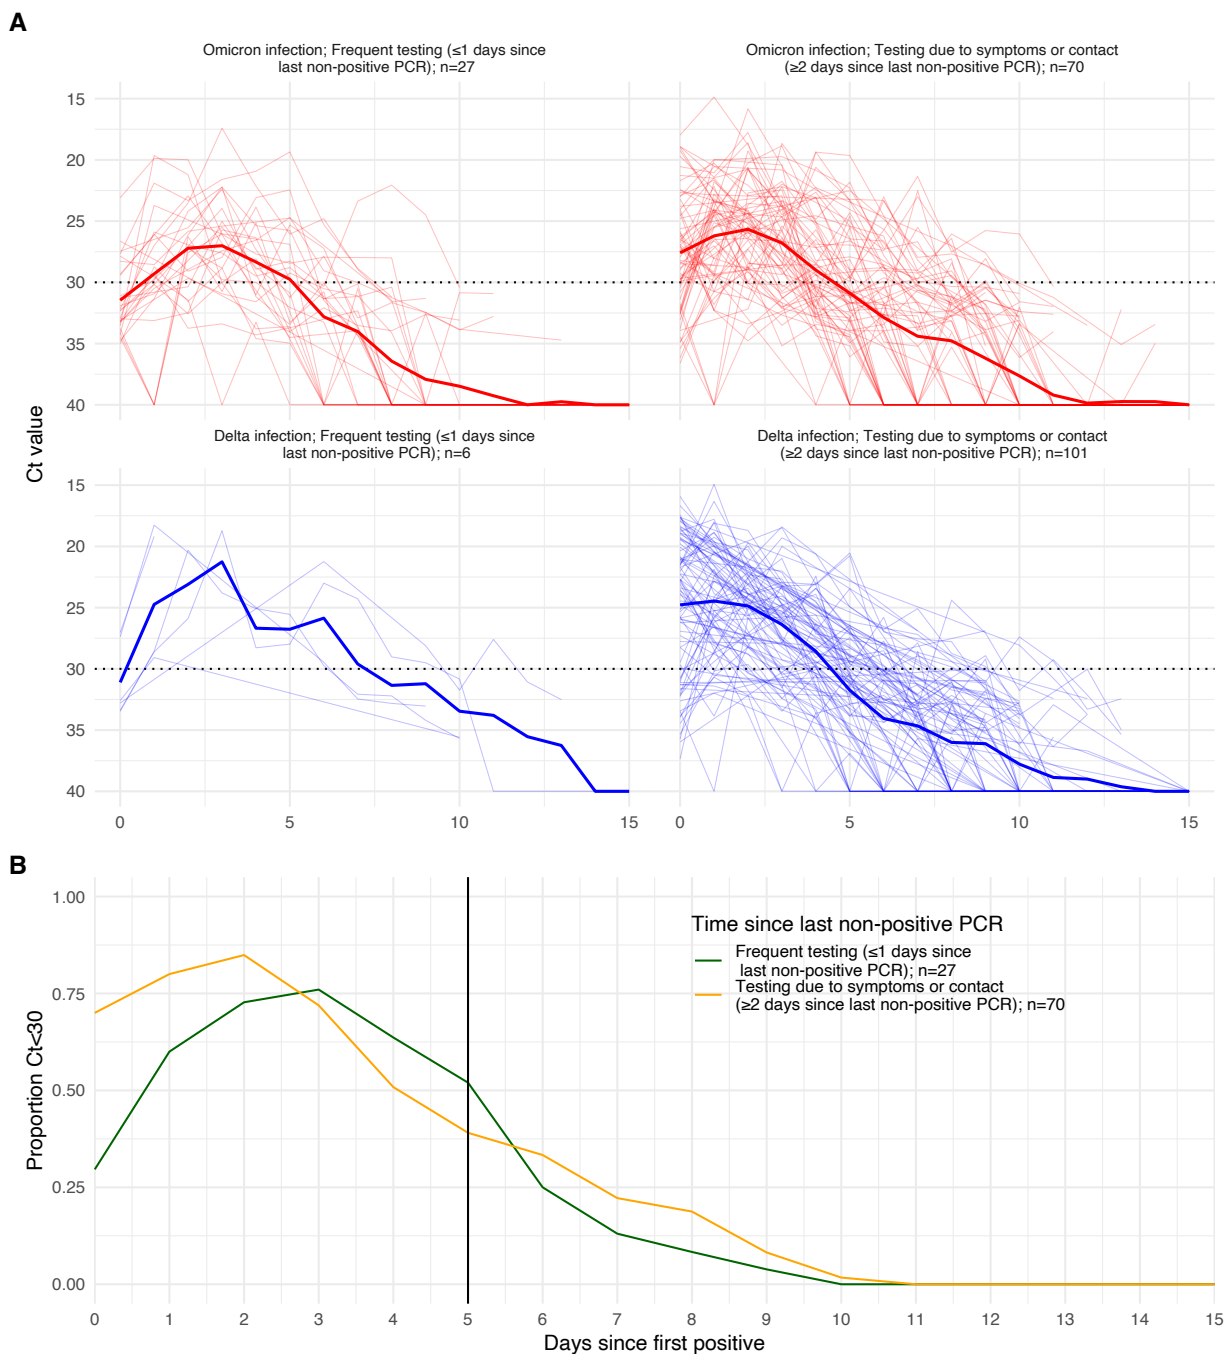 A
Omicron infection; Frequent testing (≤1 days since
last non-positive PCR); n=27
Omicron infection; Testing due to symptoms or contact
(≥2 days since last non-positive PCR); n=70
15
20
25
30
35
40
Delta infection; Frequent testing (≤1 days since
last non-positive PCR); n=6
Delta infection; Testing due to symptoms or contact
(≥2 days since last non-positive PCR); n=101
Ct value
15
20
25
30
35
40
0
5
10
15
0
5
10
15
B
1.00
0.75
0.50
0.25
0.00
Proportion Ct<30
Time since last non-positive PCR
Frequent testing (≤1 days since
last non-positive PCR); n=27
Testing due to symptoms or contact
(≥2 days since last non-positive PCR); n=70
0
1
2
3
4
5
6
7
8
9
10
11
12
13
14
15
Days since first positive